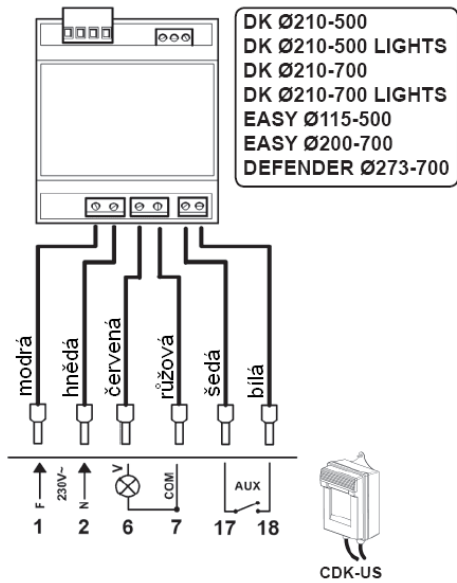 DK Ø210-500
DK Ø210-500 LIGHTS
DK Ø210-700
DK Ø210-700 LIGHTS
EASY Ø115-500
EASY Ø200-700
DEFENDER Ø273-700
modrá
hnědá
červená
růžová
šedá
bílá
F
230V~
N
V
COM
AUX
1 2 6 7 17 18
CDK-US